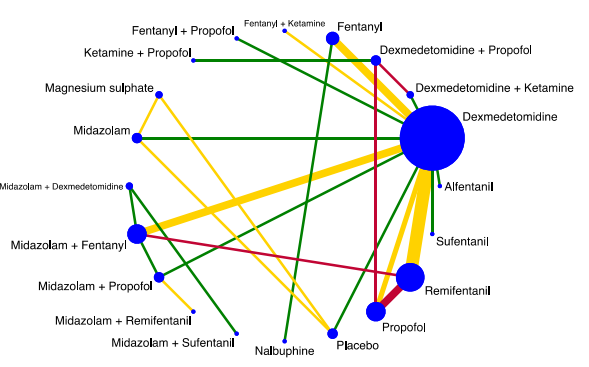 Fentanyl + Ketamine
Fentanyl + Propofol
Fentanyl
Ketamine + Propofol
Dexmedetomidine + Propofol
Magnesium sulphate
Dexmedetomidine + Ketamine
Dexmedetomidine
Midazolam
Midazolam + Dexmedetomidine
Alfentanil
Midazolam + Fentanyl
Sufentanil
Midazolam + Propofol
Remifentanil
Midazolam + Remifentanil
Propofol
Midazolam + Sufentanil
Placebo
Nalbuphine